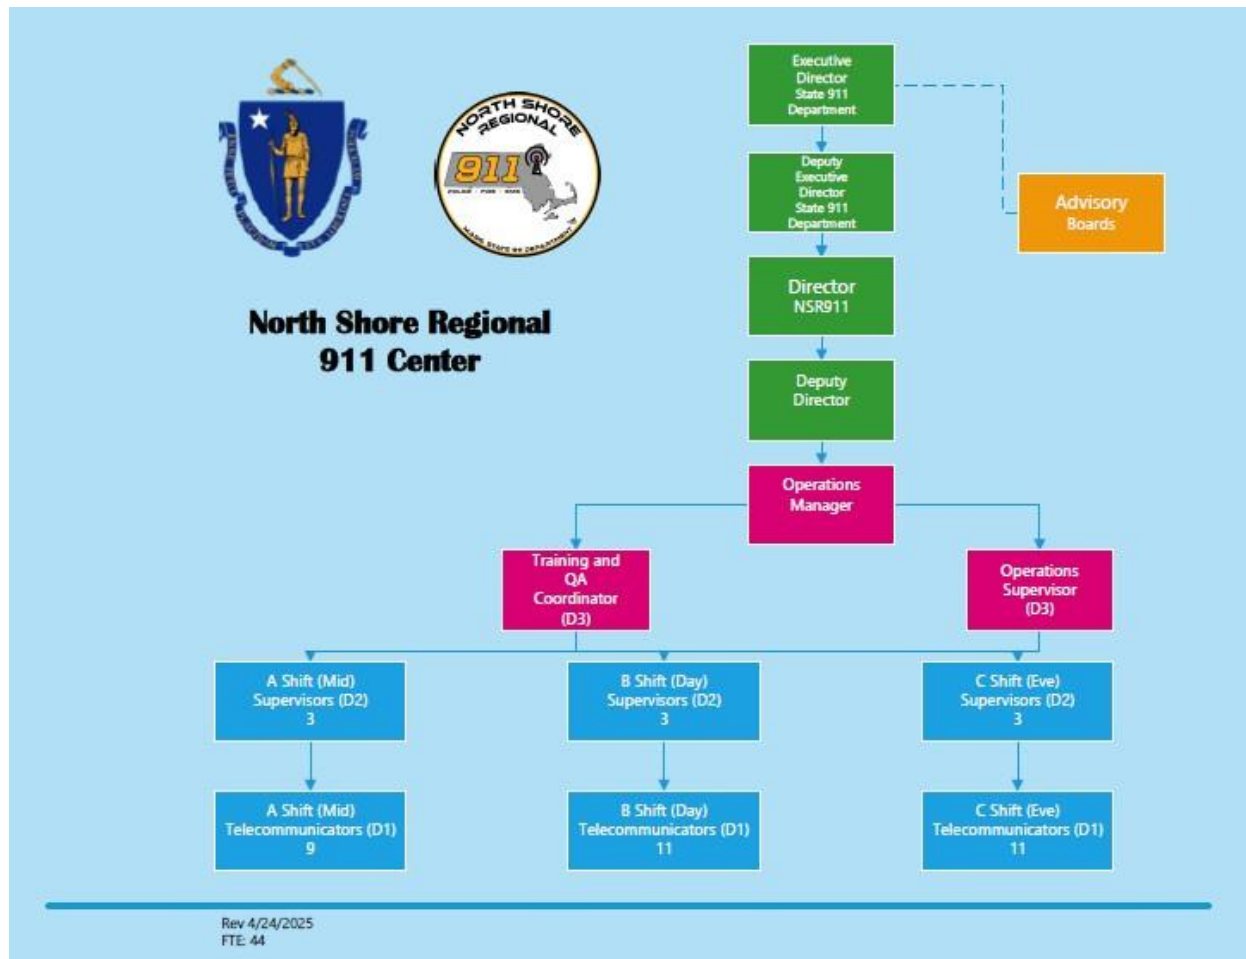 NORTH SHORE
REGIONAL
911
POLICE • FIRE • EMS
North Shore Regional
911 Center
Executive
Director
State 911
Department
Deputy
Executive
Director
State 911
Department
Advisory
Boards
Director
NSR911
Deputy
Director
Operations
Manager
Training and
QA
Coordinator
(D3)
Operations
Supervisor
(D3)
A Shift (Mid)
Supervisors (D2)
3
B Shift (Day)
Supervisors (D2)
3
C Shift (Eve)
Supervisors (D2)
3
A Shift (Mid)
Telecommunicators (D1)
9
B Shift (Day)
Telecommunicators (D1)
11
C Shift (Eve)
Telecommunicators (D1)
11
Rev 4/24/2025
FTE: 44